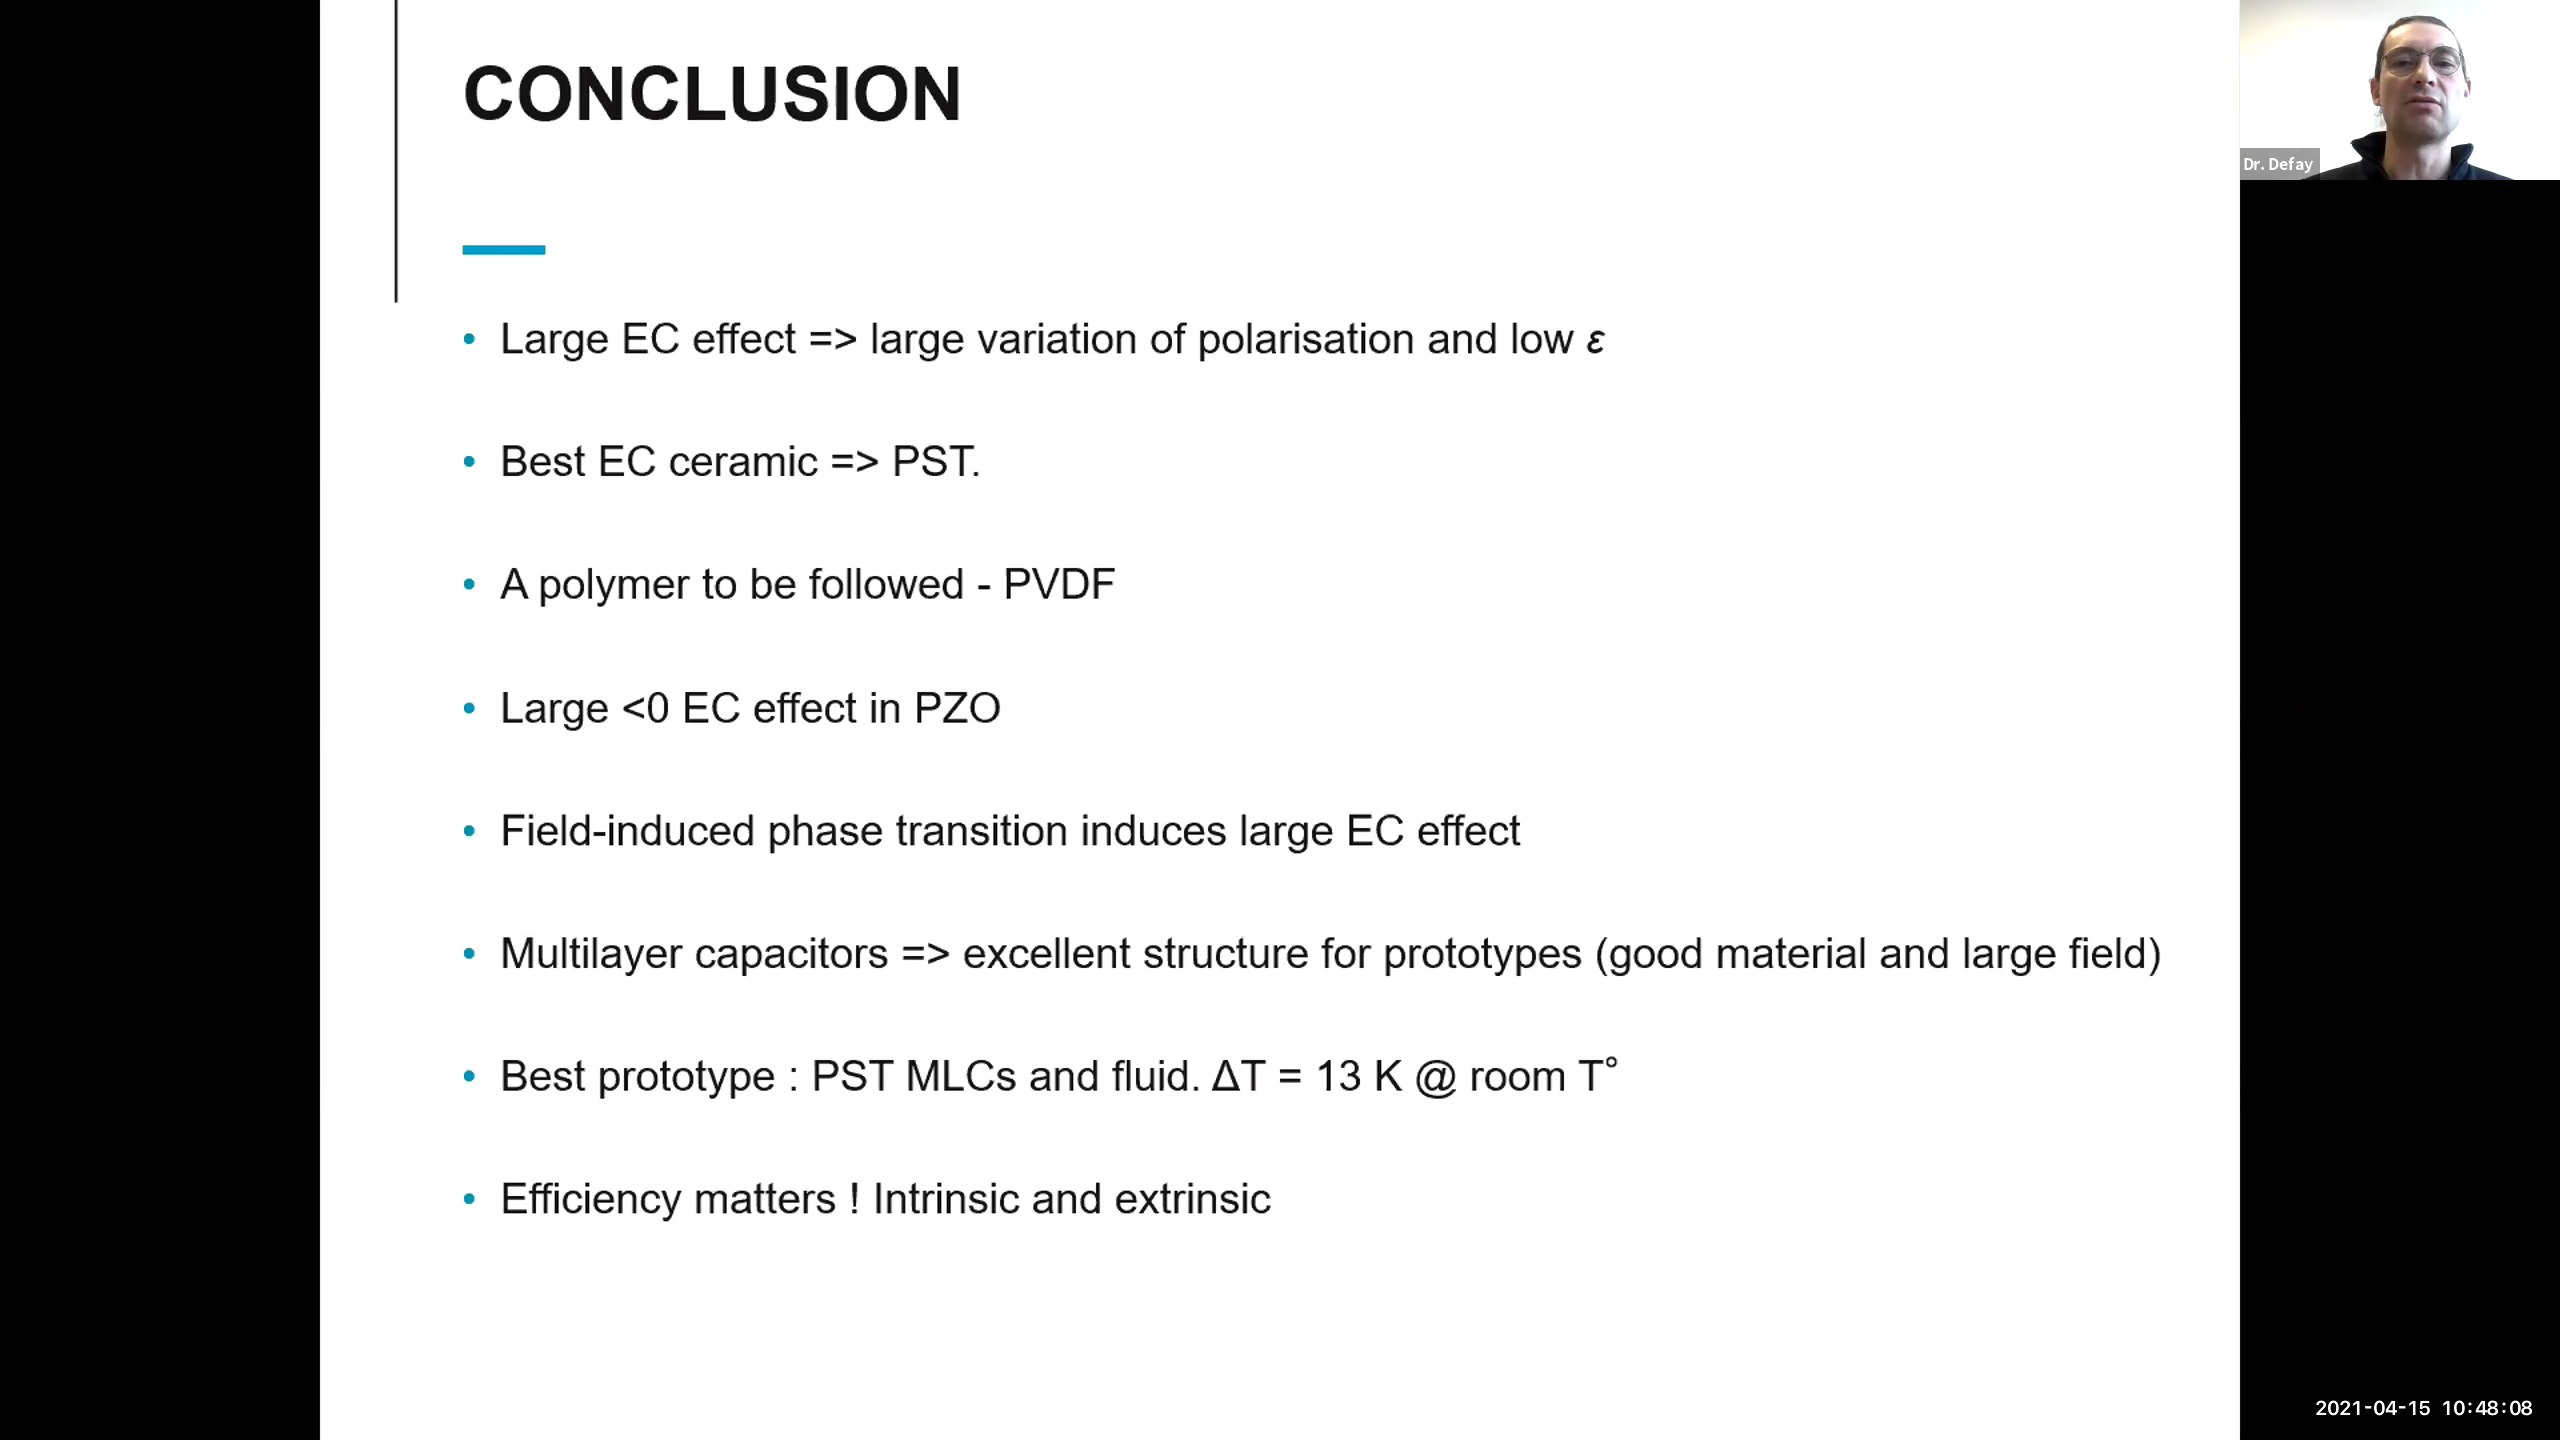 CONCLUSION
Dr. Defay
• Large EC effect => large variation of polarisation and low ε
• Best EC ceramic => PST.
• A polymer to be followed - PVDF
• Large <0 EC effect in PZO
• Field-induced phase transition induces large EC effect
• Multilayer capacitors => excellent structure for prototypes (good material and large field)
• Best prototype : PST MLCs and fluid. ΔT = 13 K @ room T°
• Efficiency matters ! Intrinsic and extrinsic
2021-04-15 10:48:08